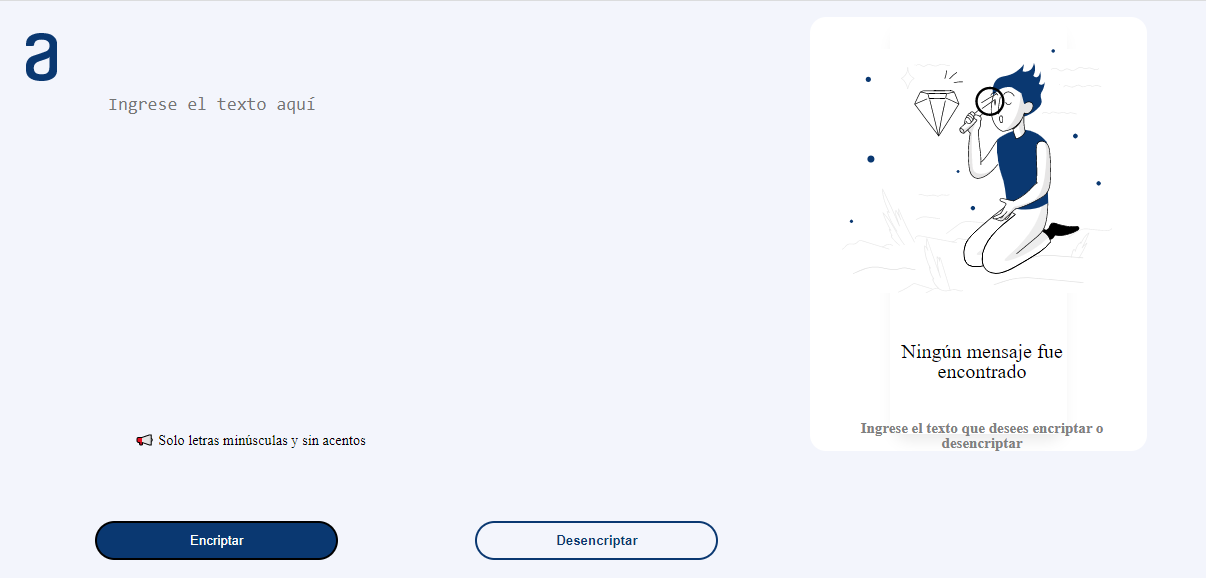 a
Ingrese el texto aquí
Solo letras minúsculas y sin acentos
Encriptar
Desencriptar
Ningún mensaje fue
encontrado
Ingrese el texto que desees encriptar o
desencriptar